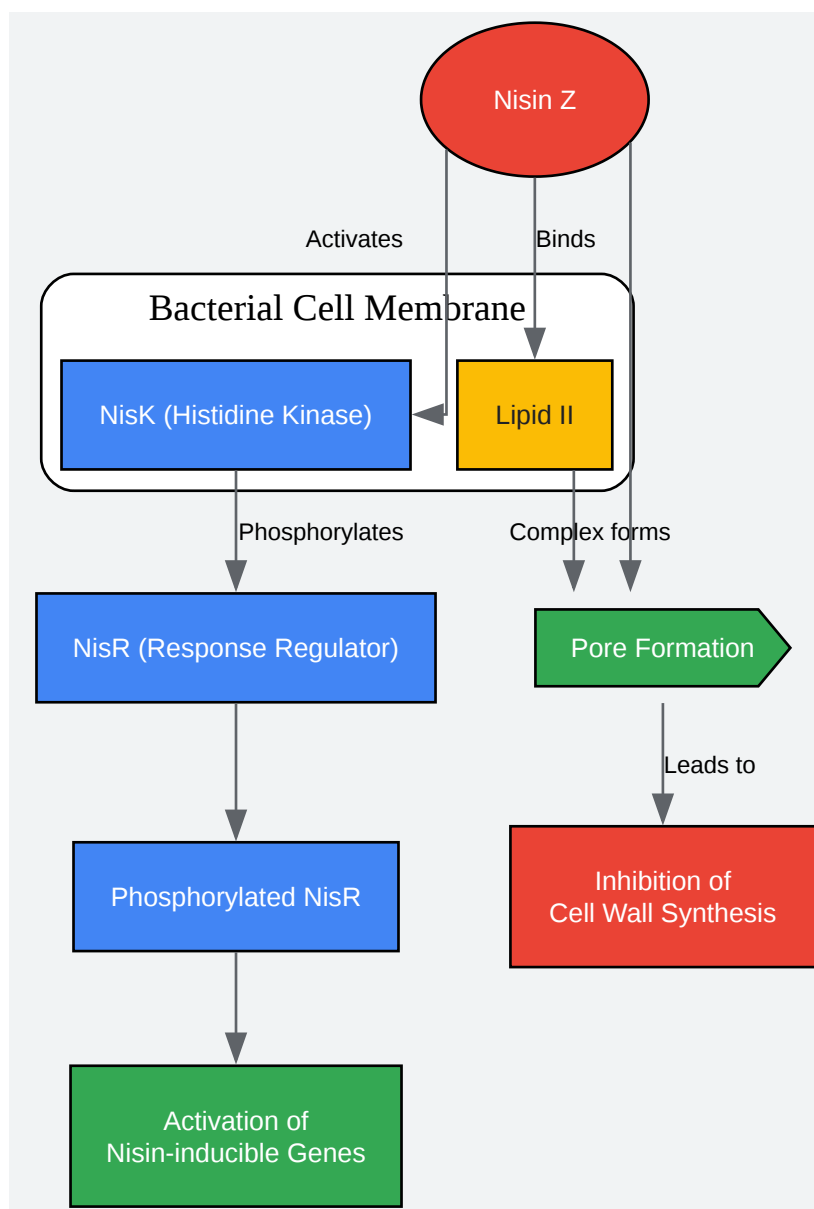 Nisin Z
Activates
Binds
Bacterial Cell Membrane
NisK (Histidine Kinase)
Lipid II
Phosphorylates
Complex forms
NisR (Response Regulator)
Pore Formation
Leads to
Phosphorylated NisR
Inhibition of
Cell Wall Synthesis
Activation of
Nisin-inducible Genes